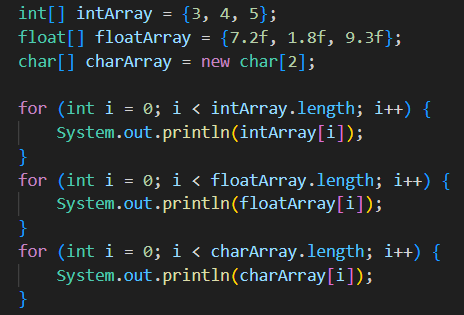 int[] intArray = {3, 4, 5};
float[] floatArray = {7.2f, 1.8f, 9.3f};
char[] charArray = new char[2];

for (int i = 0; i < intArray.length; i++) {
    System.out.println(intArray[i]);
}
for (int i = 0; i < floatArray.length; i++) {
    System.out.println(floatArray[i]);
}
for (int i = 0; i < charArray.length; i++) {
    System.out.println(charArray[i]);
}